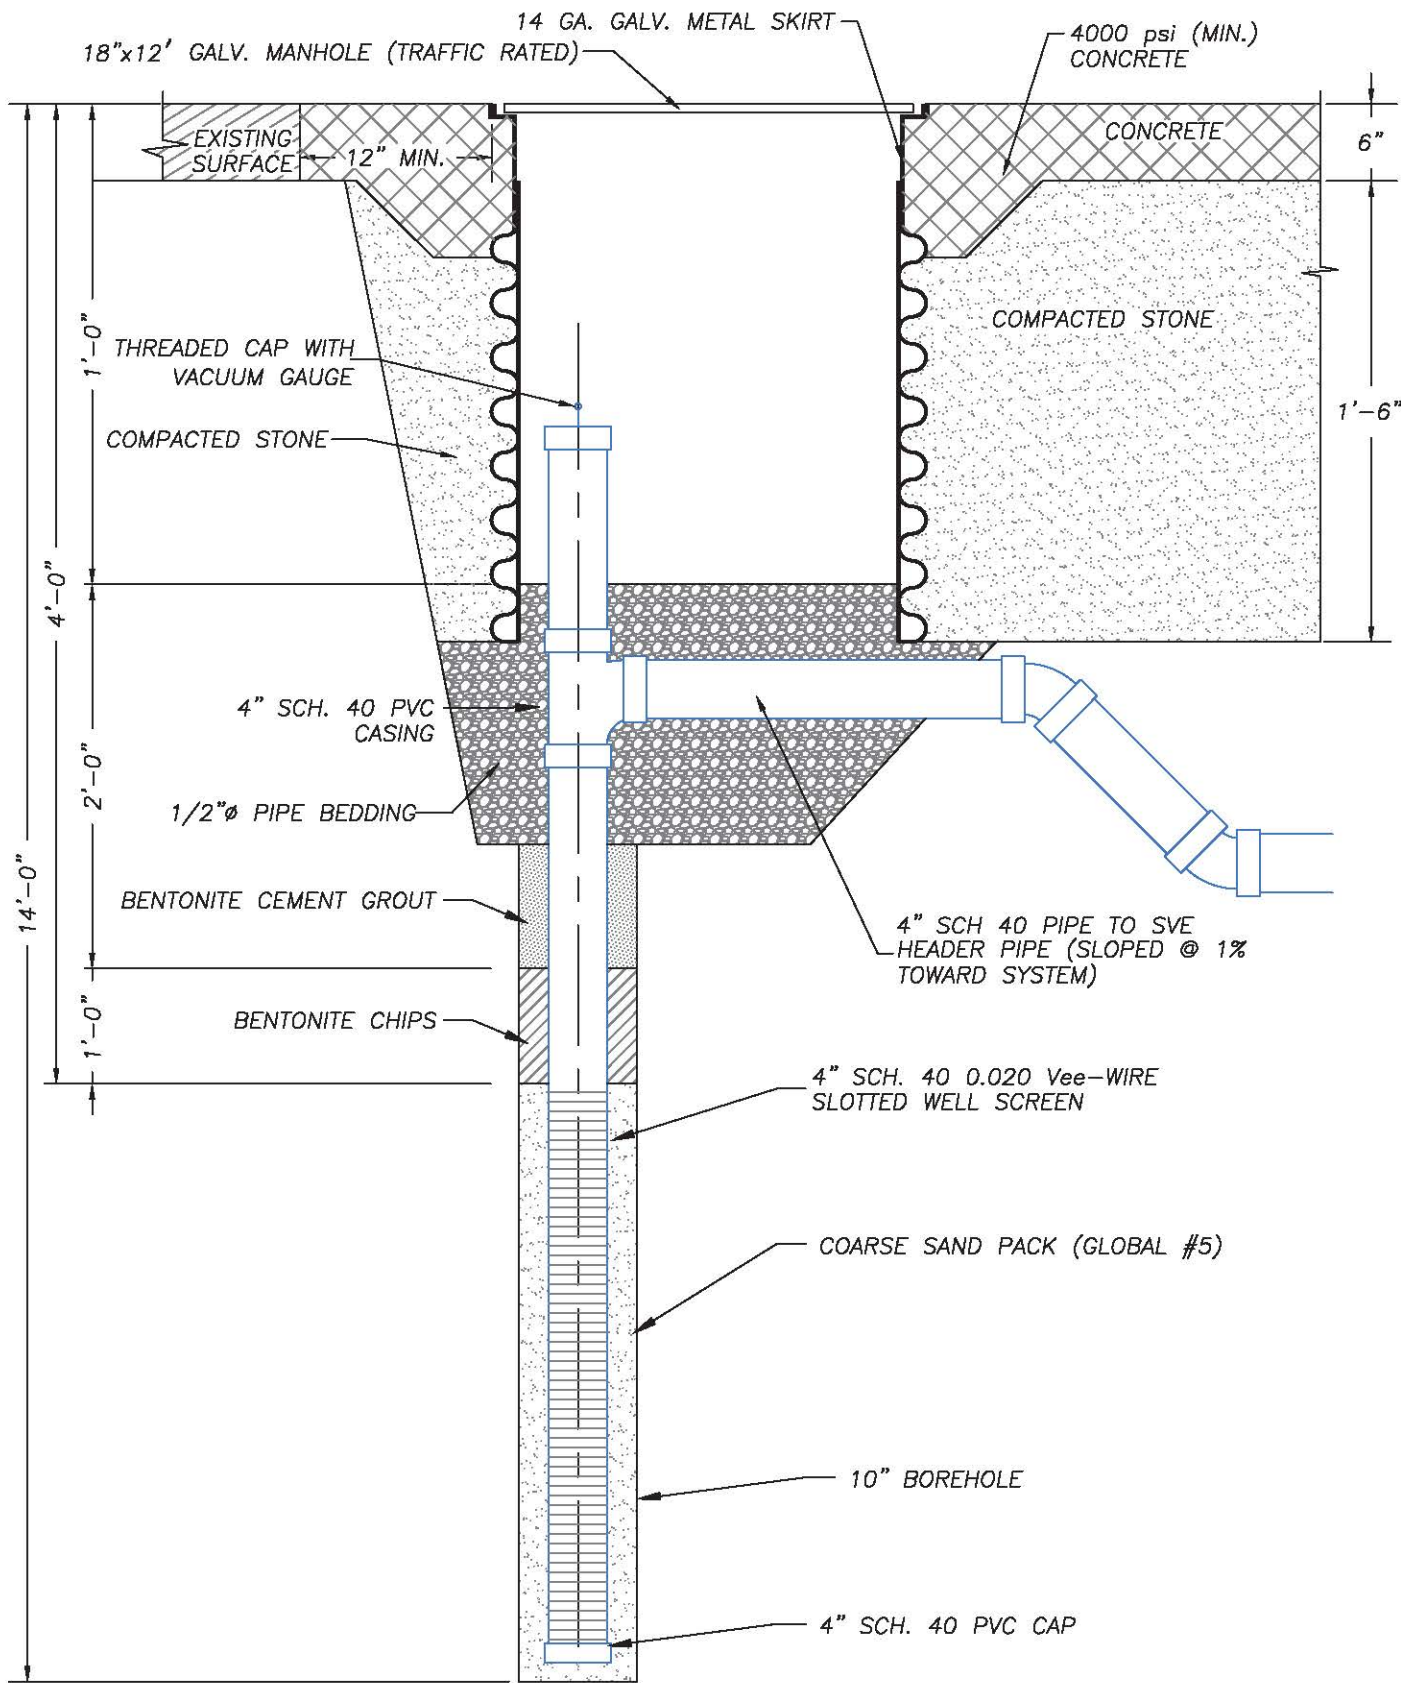 14 GA. GALV. METAL SKIRT
18"x12' GALV. MANHOLE (TRAFFIC RATED)
4000 psi (MIN.)
CONCRETE
EXISTING
SURFACE
12" MIN.
CONCRETE
6"
1'-0"
THREADED CAP WITH
VACUUM GAUGE
COMPACTED STONE
COMPACTED STONE
1'-6"
4'-0"
2'-0"
14'-0"
4" SCH. 40 PVC
CASING
1/2"ø PIPE BEDDING
BENTONITE CEMENT GROUT
4" SCH 40 PIPE TO SVE
HEADER PIPE (SLOPED @ 1%
TOWARD SYSTEM)
1'-0"
BENTONITE CHIPS
4" SCH. 40 0.020 Vee-WIRE
SLOTTED WELL SCREEN
COARSE SAND PACK (GLOBAL #5)
10" BOREHOLE
4" SCH. 40 PVC CAP